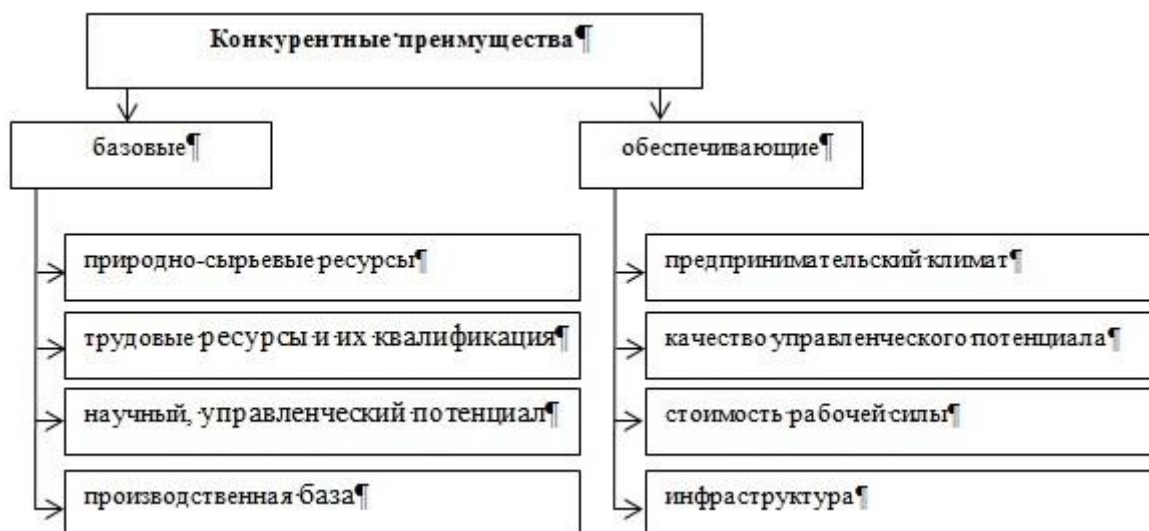 Конкурентные преимущества¶
базовые¶
обеспечивающие¶
природно-сырьевые ресурсы¶
трудовые ресурсы и их квалификация¶
научный, управленческий потенциал¶
производственная база¶
предпринимательский климат¶
качество управленческого потенциала¶
стоимость рабочей силы¶
инфраструктура¶